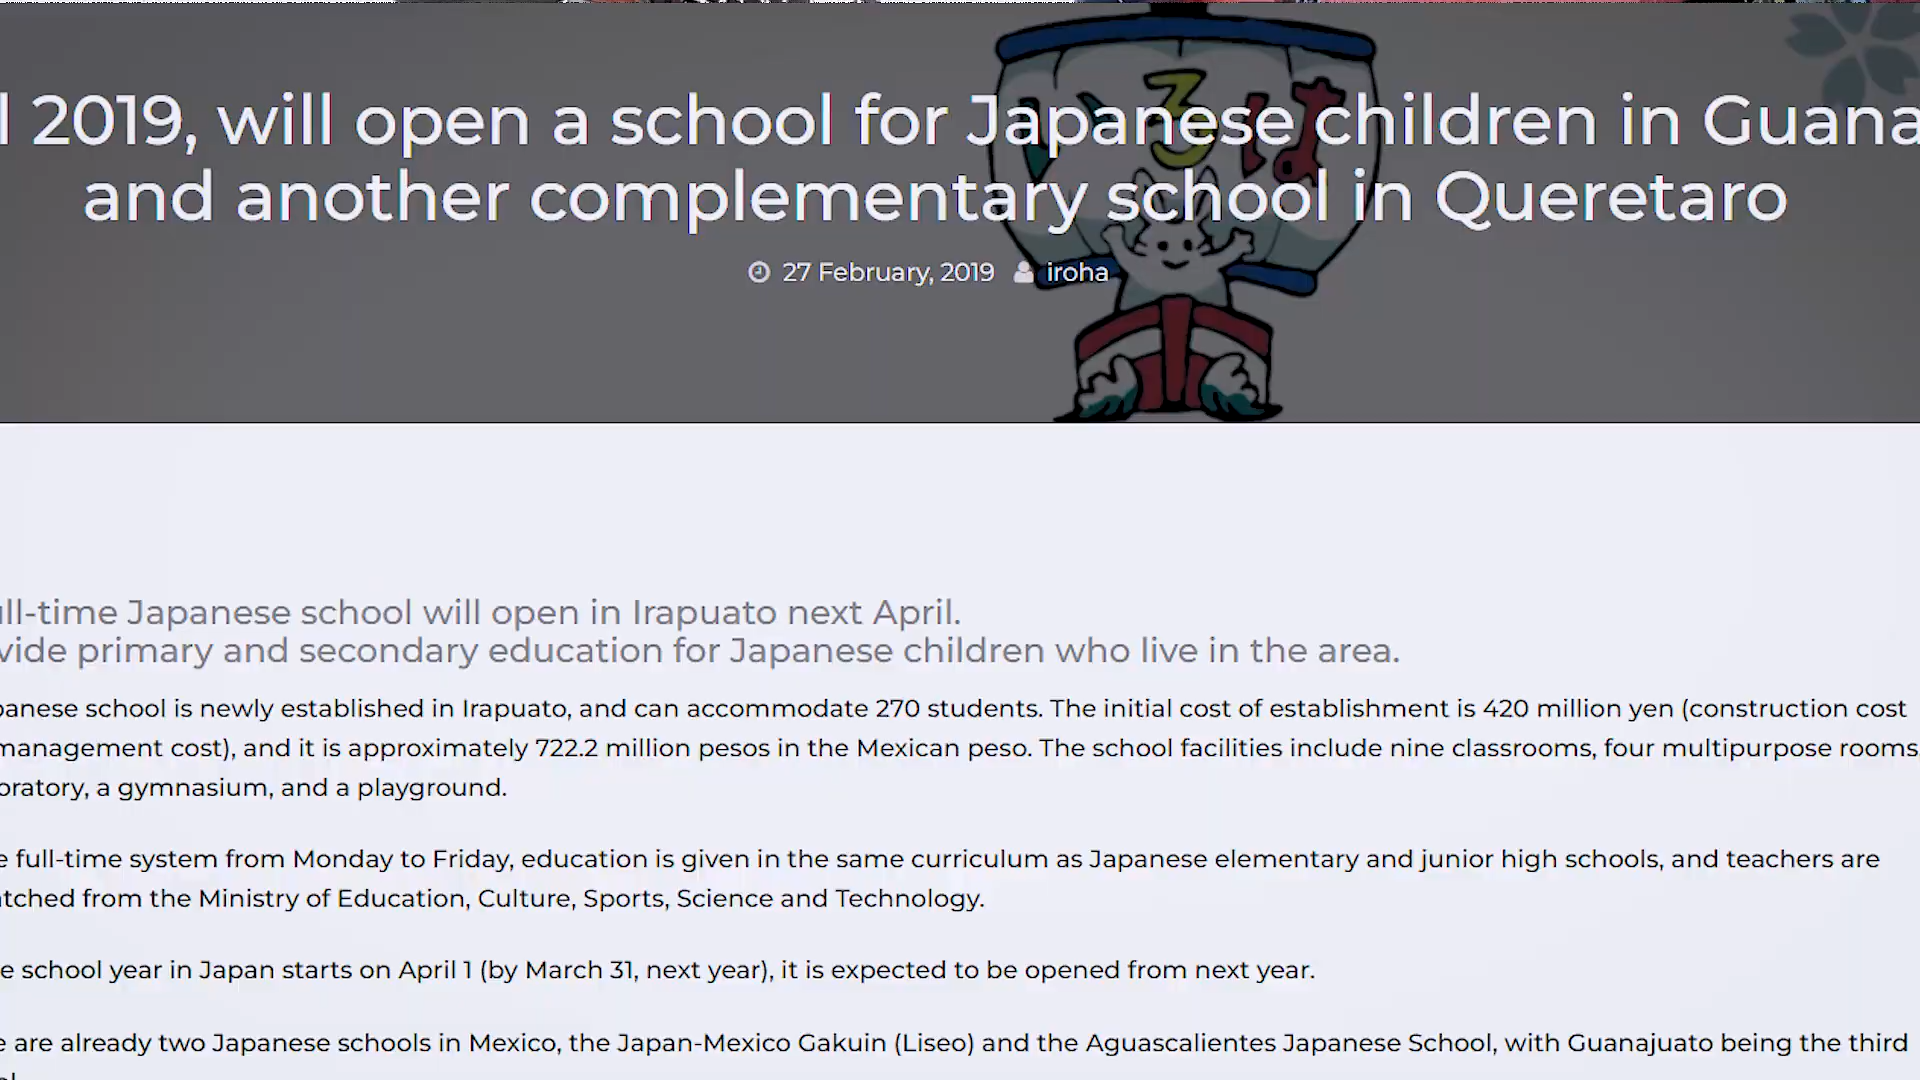 2019, will open a school for Japanese children in Guana
and another complementary school in Queretaro
27 February, 2019 iroha
いろは
ll-time Japanese school will open in Irapuato next April.
vide primary and secondary education for Japanese children who live in the area.
panese school is newly established in Irapuato, and can accommodate 270 students. The initial cost of establishment is 420 million yen (construction cost
management cost), and it is approximately 722.2 million pesos in the Mexican peso. The school facilities include nine classrooms, four multipurpose rooms,
oratory, a gymnasium, and a playground.
e full-time system from Monday to Friday, education is given in the same curriculum as Japanese elementary and junior high schools, and teachers are
tched from the Ministry of Education, Culture, Sports, Science and Technology.
e school year in Japan starts on April 1 (by March 31, next year), it is expected to be opened from next year.
e are already two Japanese schools in Mexico, the Japan-Mexico Gakuin (Liseo) and the Aguascalientes Japanese School, with Guanajuato being the third